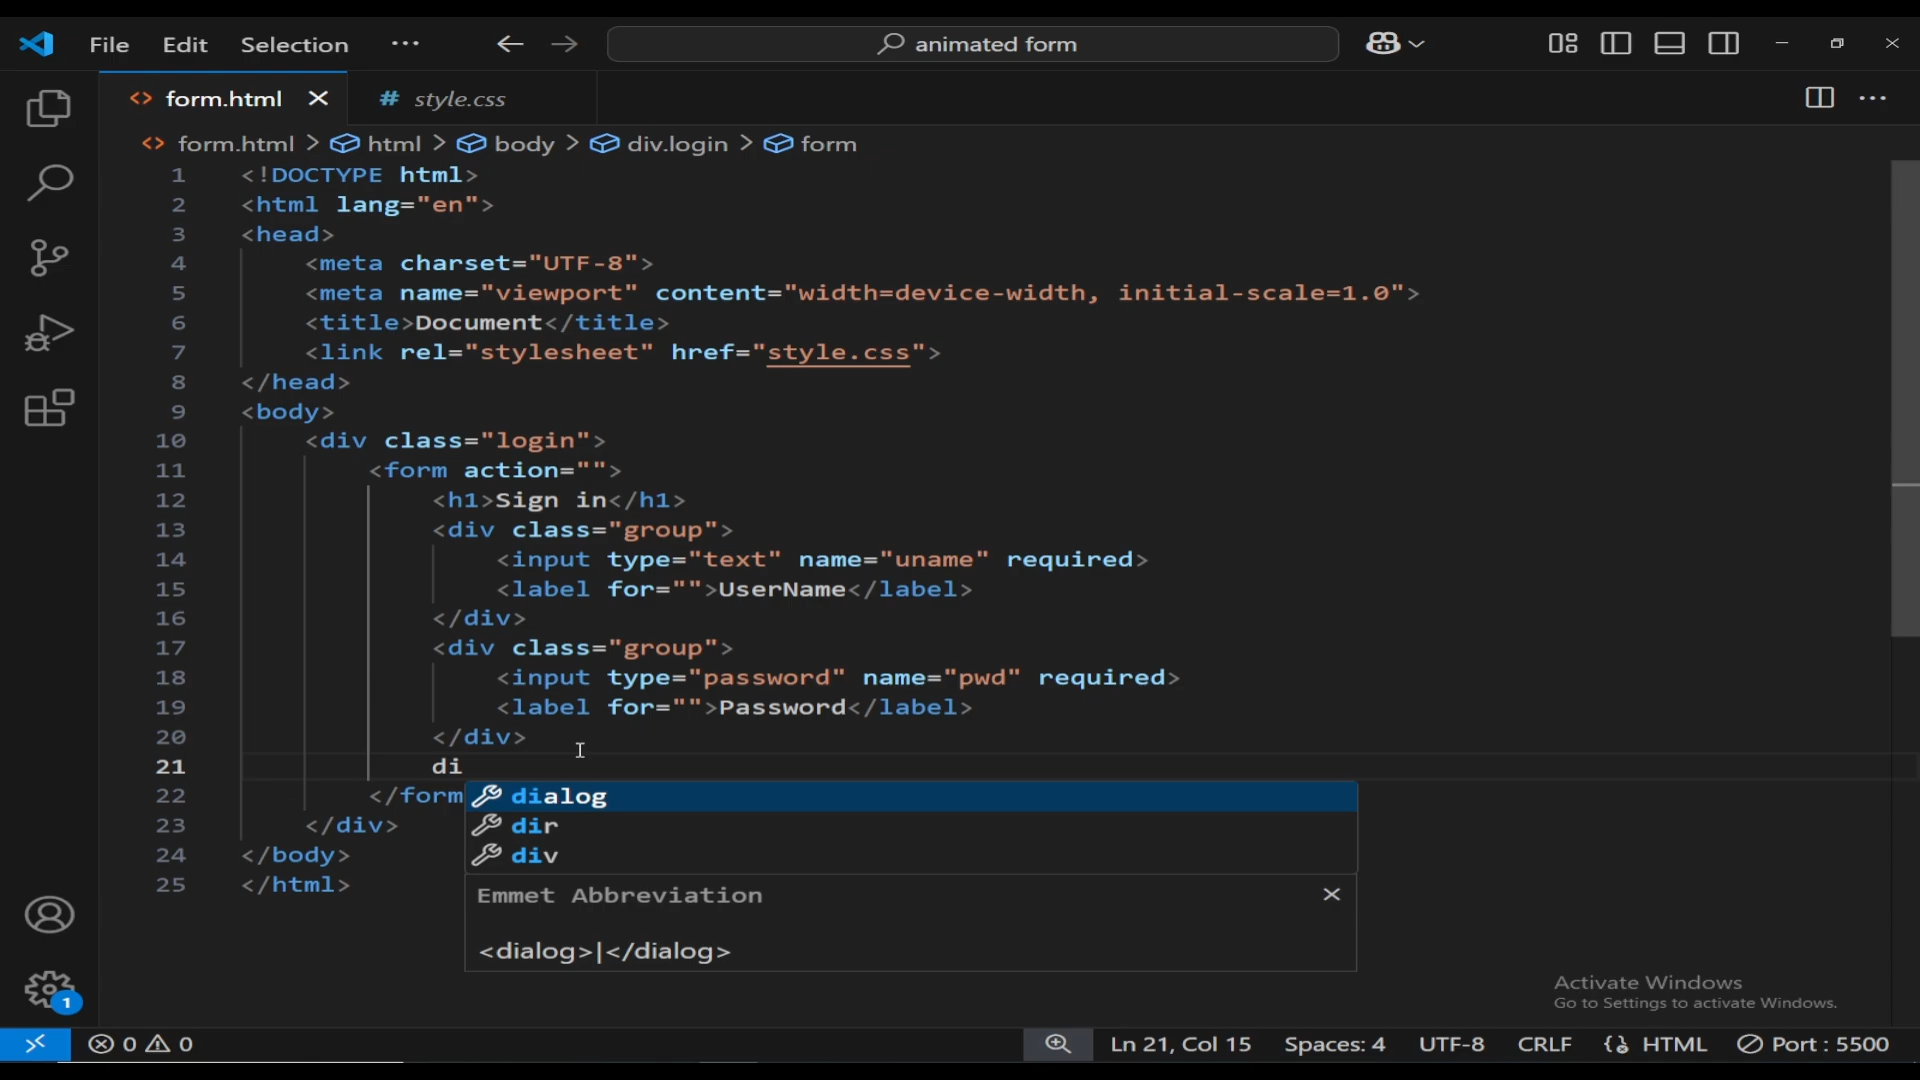 File Edit Selection ··· animated form
form.html style.css
form.html > html > body > div.login > form
1 <!DOCTYPE html>
2 <html lang="en">
3 <head>
4 <meta charset="UTF-8">
5 <meta name="viewport" content="width=device-width, initial-scale=1.0">
6 <title>Document</title>
7 <link rel="stylesheet" href="style.css">
8 </head>
9 <body>
10 <div class="login">
11 <form action="">
12 <h1>Sign in</h1>
13 <div class="group">
14 <input type="text" name="uname" required>
15 <label for="">UserName</label>
16 </div>
17 <div class="group">
18 <input type="password" name="pwd" required>
19 <label for="">Password</label>
20 </div>
21 di
22 </form
dialog
dir
23 </div>
div
24 </body>
25 </html>
Emmet Abbreviation
<dialog>|</dialog>
Activate Windows
Go to Settings to activate Windows.
1
0 0 Ln 21, Col 15 Spaces: 4 UTF-8 CRLF HTML Port : 5500